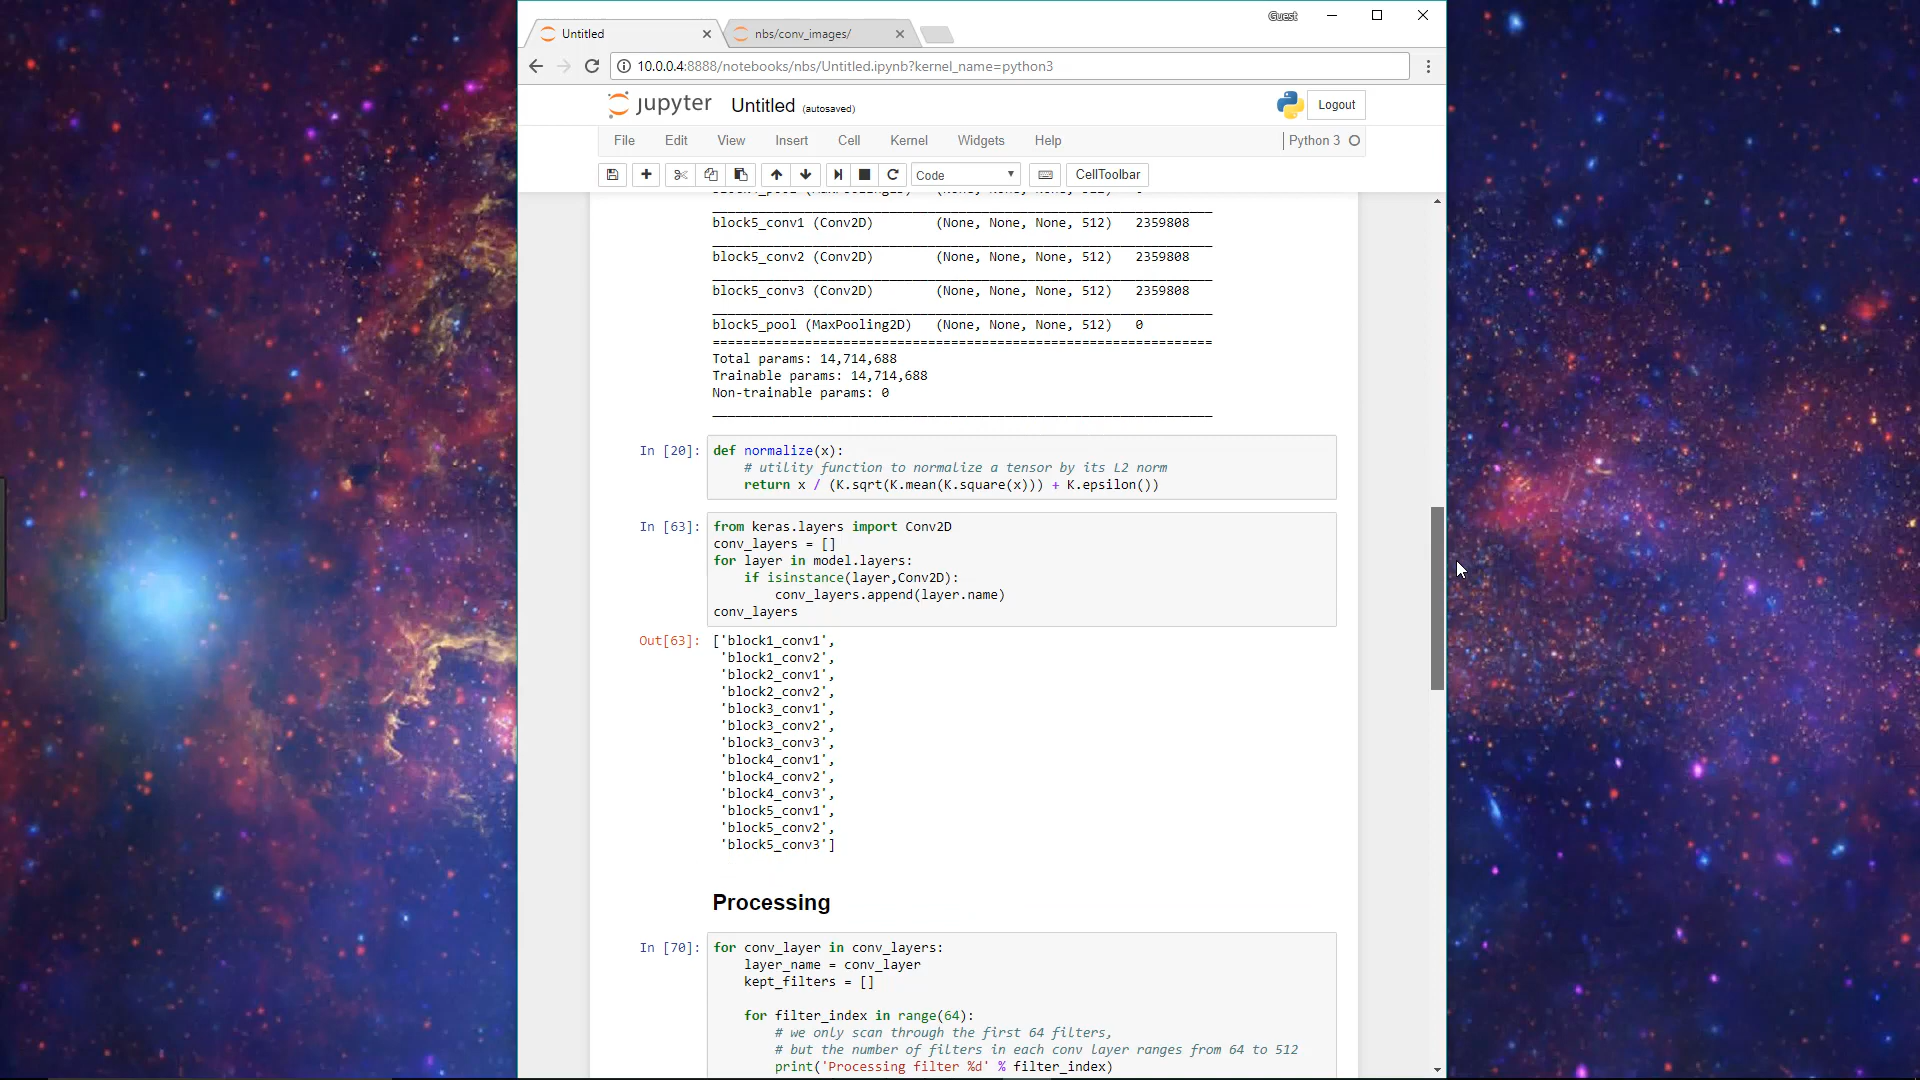 Guest
Untitled
nbs/conv_images/
10.0.0.4:8888/notebooks/nbs/Untitled.ipynb?kernel_name=python3
jupyter Untitled (autosaved)
Logout
File Edit View Insert Cell Kernel Widgets Help
Python 3
Code
CellToolbar
block5_conv1 (Conv2D) (None, None, None, 512) 2359808
block5_conv2 (Conv2D) (None, None, None, 512) 2359808
block5_conv3 (Conv2D) (None, None, None, 512) 2359808
block5_pool (MaxPooling2D) (None, None, None, 512) 0
=================================================================
Total params: 14,714,688
Trainable params: 14,714,688
Non-trainable params: 0
In [20]: def normalize(x):
# utility function to normalize a tensor by its L2 norm
return x / (K.sqrt(K.mean(K.square(x))) + K.epsilon())
In [63]: from keras.layers import Conv2D
conv_layers = []
for layer in model.layers:
if isinstance(layer,Conv2D):
conv_layers.append(layer.name)
conv_layers
Out[63]: ['block1_conv1',
'block1_conv2',
'block2_conv1',
'block2_conv2',
'block3_conv1',
'block3_conv2',
'block3_conv3',
'block4_conv1',
'block4_conv2',
'block4_conv3',
'block5_conv1',
'block5_conv2',
'block5_conv3']
Processing
In [70]: for conv_layer in conv_layers:
layer_name = conv_layer
kept_filters = []
for filter_index in range(64):
# we only scan through the first 64 filters,
# but the number of filters in each conv layer ranges from 64 to 512
print('Processing filter %d' % filter_index)